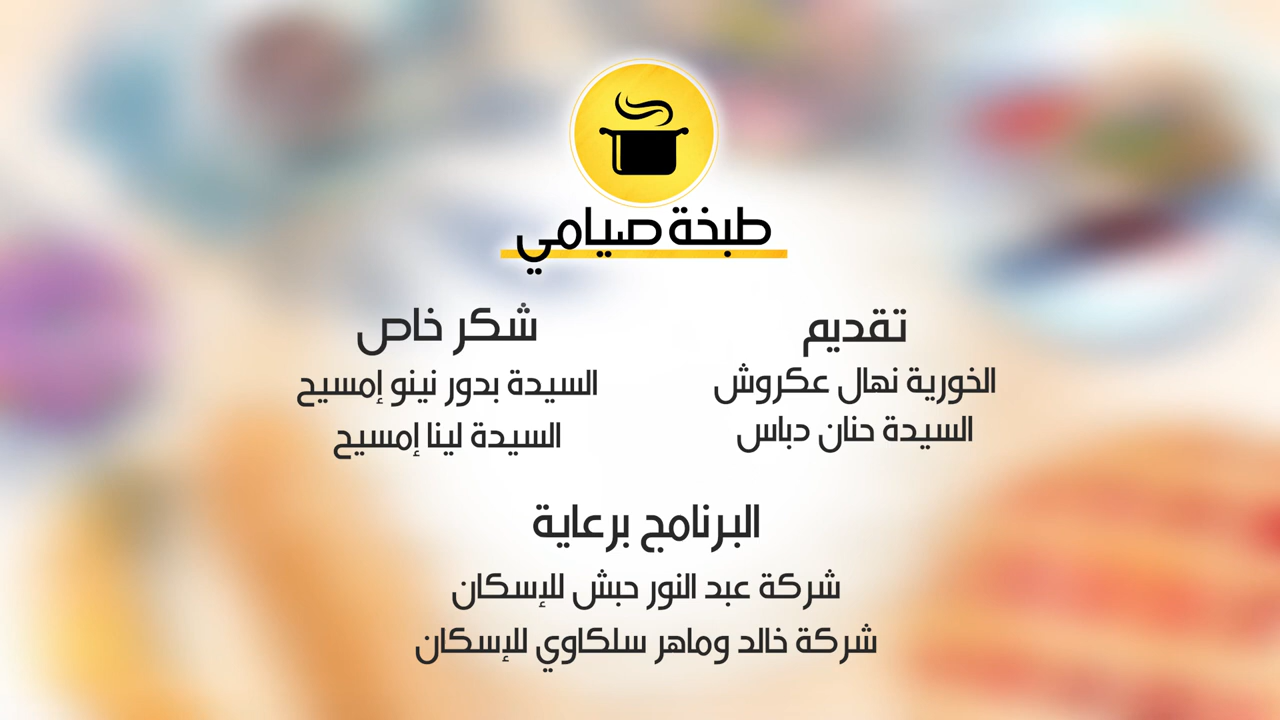 طبخة صيامي
تقديم
الخورية نهال عكروش
السيدة حنان دباس
شكر خاص
السيدة بدور نينو إمسيح
السيدة لينا إمسيح
البرنامج برعاية
شركة عبد النور حبش للإسكان
شركة خالد وماهر سلكاوي للإسكان